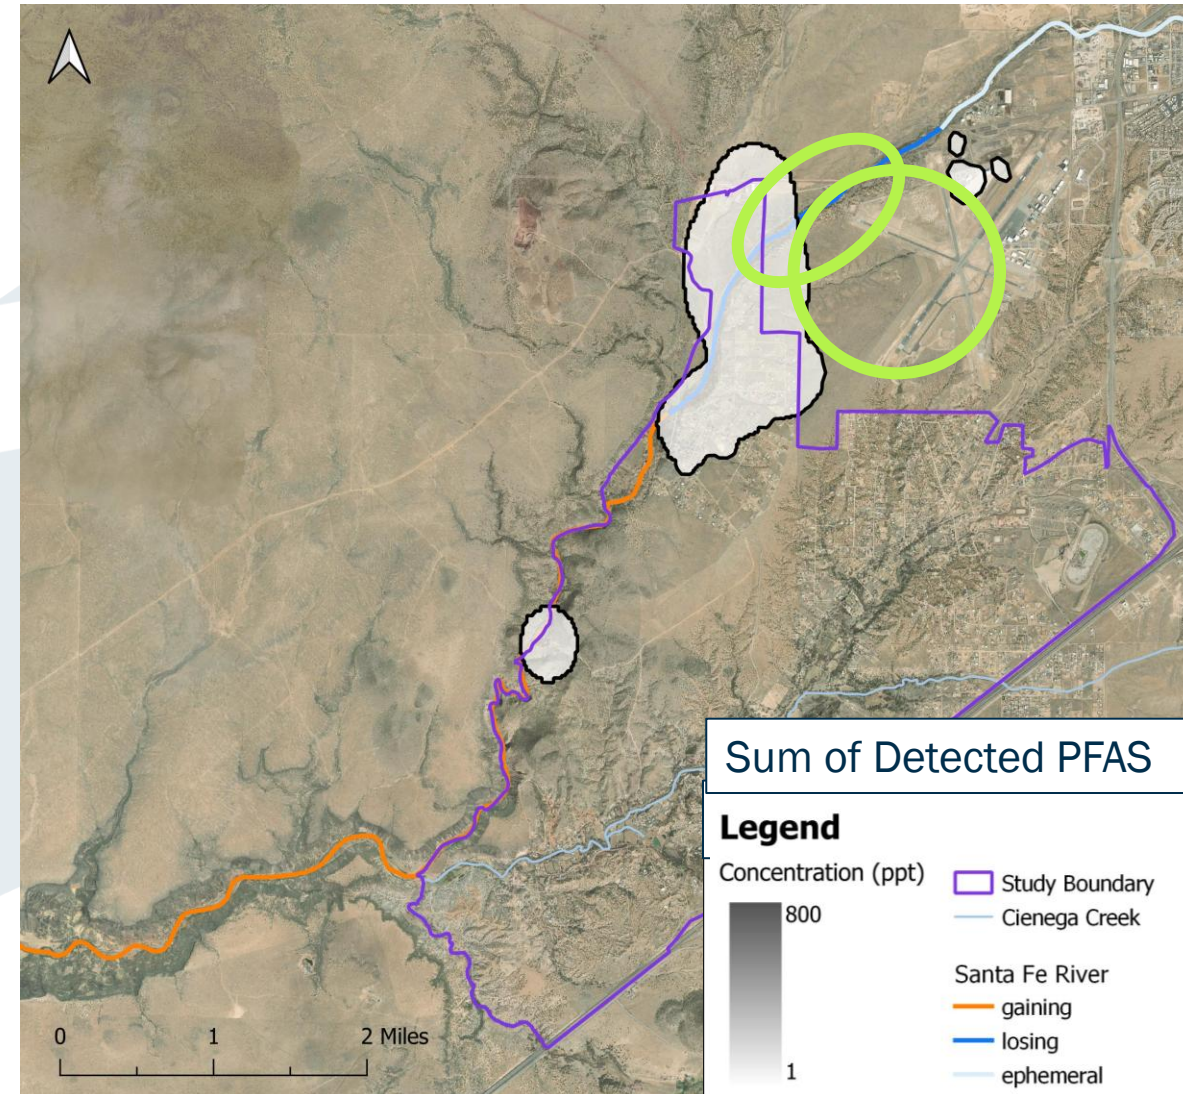 Sum of Detected PFAS
Legend
Concentration (ppt)
800
1
Study Boundary
Cienega Creek
Santa Fe River
gaining
losing
ephemeral
0 1 2 Miles